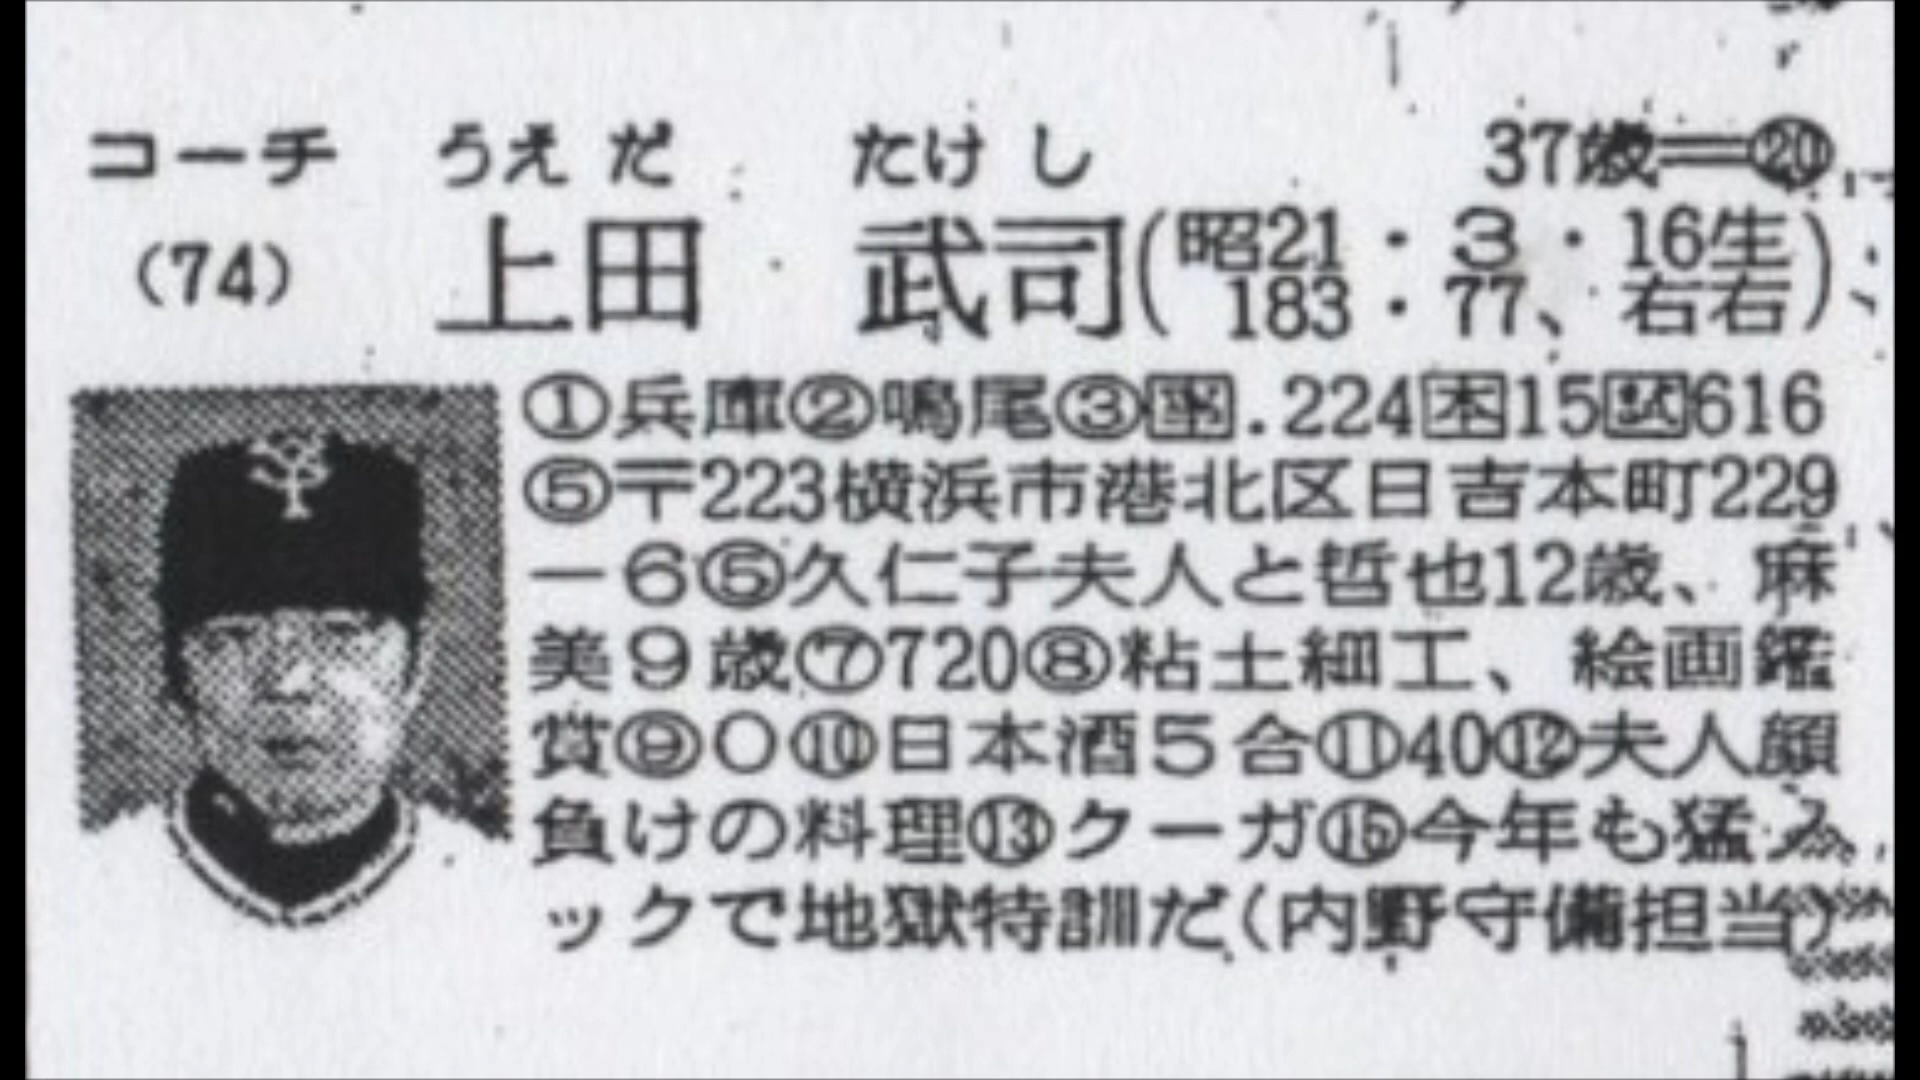 コーチ うえだ たけし 37歳=⑳
(74) 上田 武司(昭21・3・16生
183・77、右右)
①兵庫②鳴尾③率.224本15試616
⑤〒223横浜市港北区日吉本町229
−6⑤久仁子夫人と哲也12歳、麻
美9歳⑦720⑧粘土細工、絵画鑑
賞⑨〇⑩日本酒5合⑪40⑫夫人顔
負けの料理⑬クーガ⑮今年も猛ノ
ックで地獄特訓だ(内野守備担当)